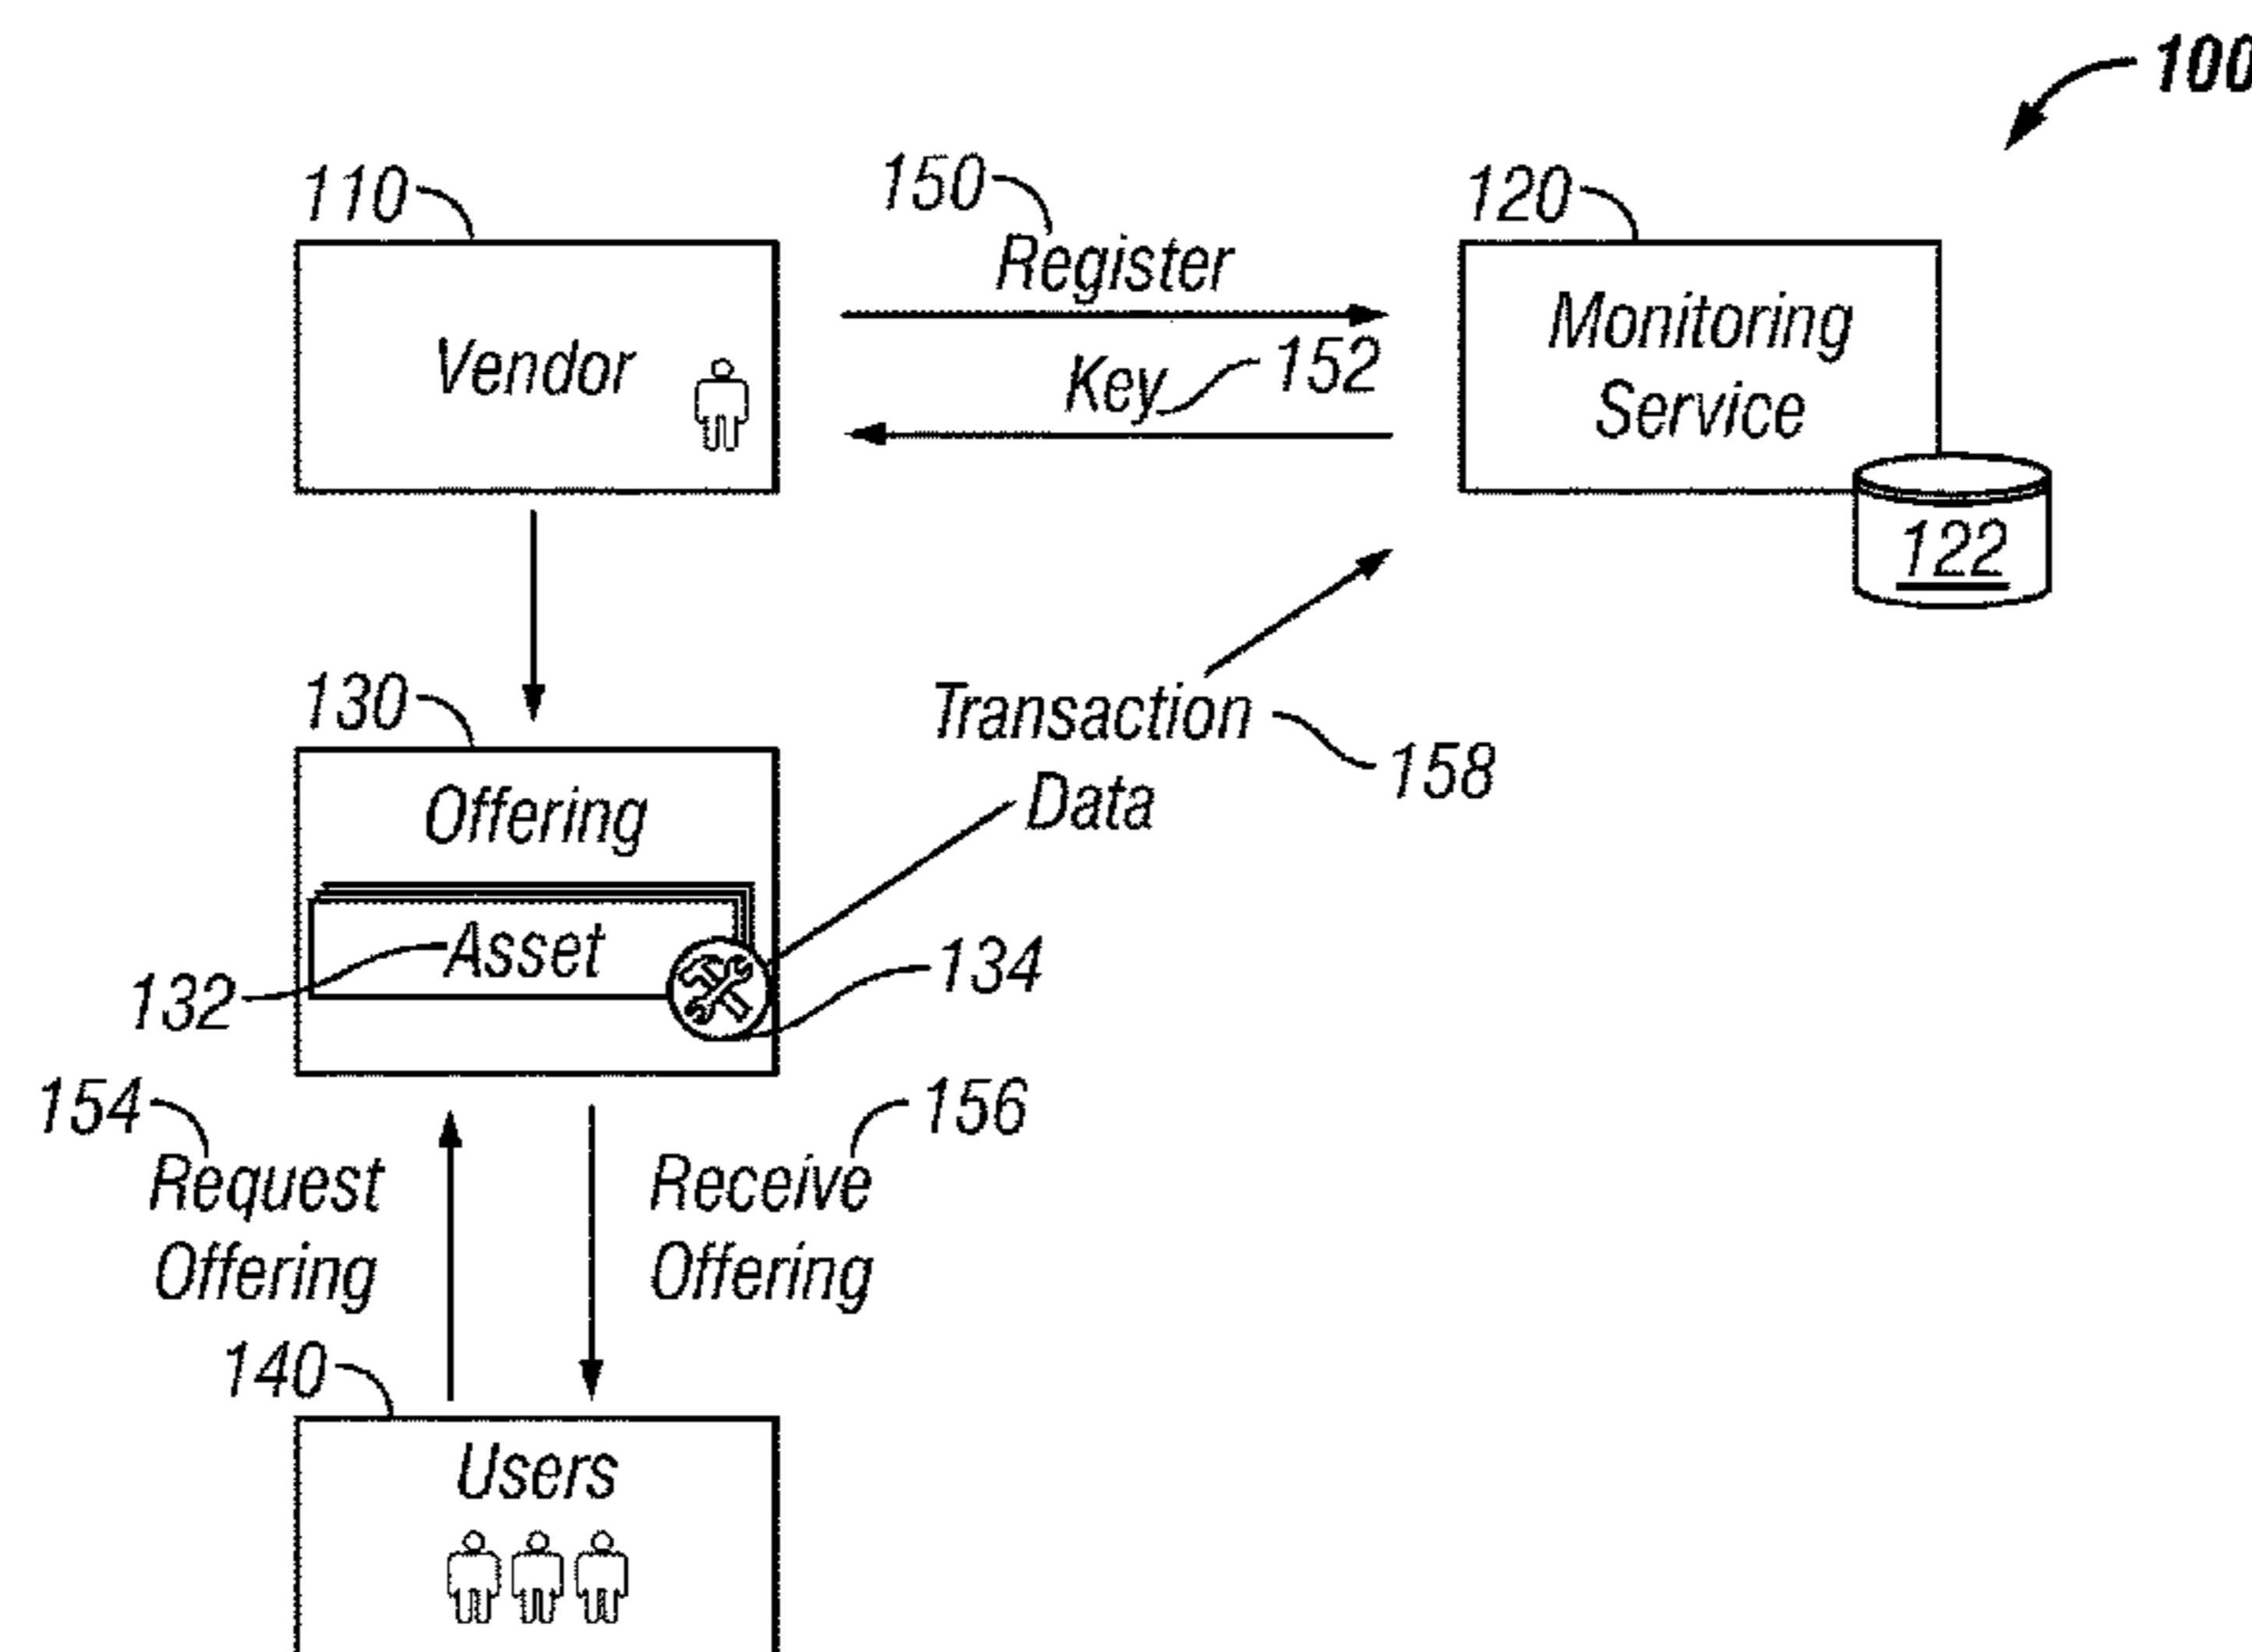 100
110
150
120
Register
Vendor
Key
152
Monitoring
Service
122
130
Transaction
Data
158
Offering
Asset
132
134
154
Request
Offering
156
Receive
Offering
140
Users